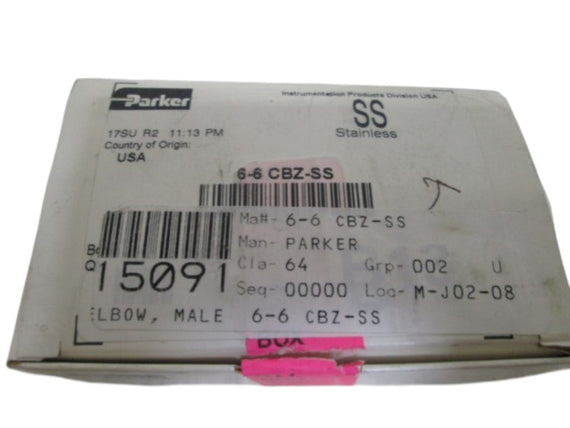 Parker
Instrumentation Products Division USA
SS
Stainless
17SU R2 11:13 PM
Country of Origin:
USA
6-6 CBZ-SS
Ma#- 6-6 CBZ-SS
Man- PARKER
15091
Cla- 64 Grp- 002 U
Seq- 00000 Loc- M-J02-08
ELBOW, MALE 6-6 CBZ-SS
BOX